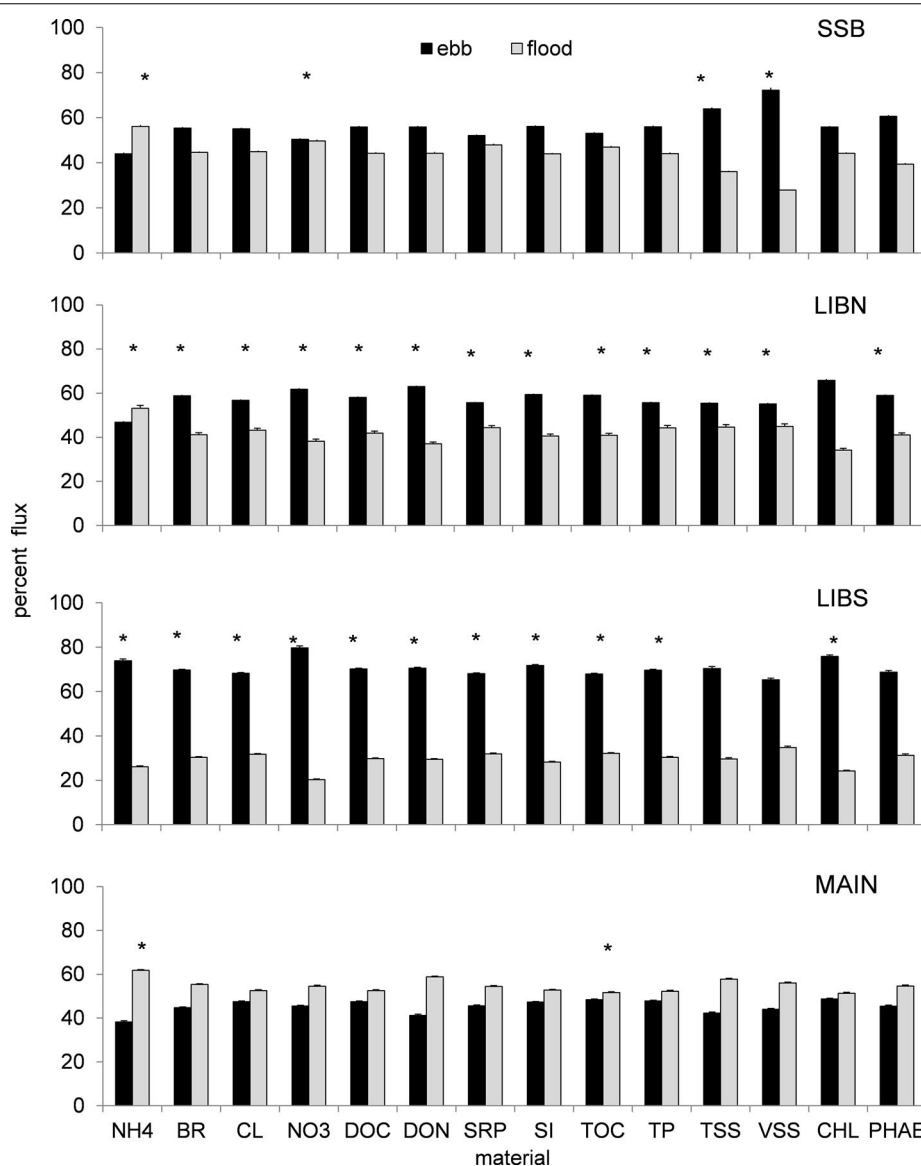 100
80
60
40
20
0
SSB
ebb flood
* * * *
100
80
60
40
20
0
LIBN
* * * * * * * * * * * * *
percent flux
100
80
60
40
20
0
LIBS
* * * * * * * * * * *
100
80
60
40
20
0
MAIN
* *
NH4 BR CL NO3 DOC DON SRP SI TOC TP TSS VSS CHL PHAE
material